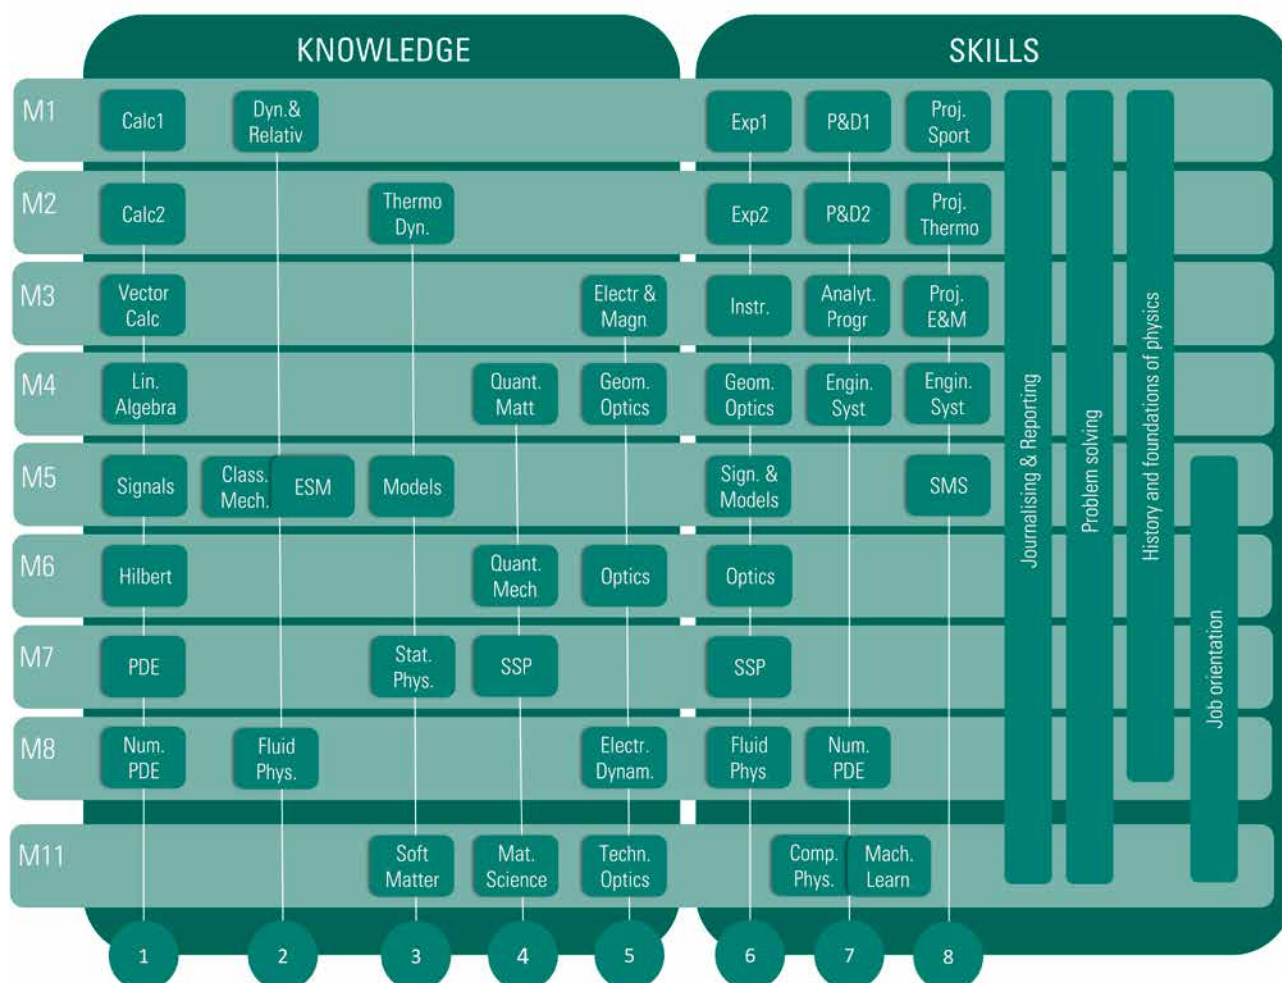 KNOWLEDGE
SKILLS
M1
Calc1
Dyn.&
Relativ
Exp1
P&D1
Proj.
Sport
M2
Calc2
Thermo
Dyn.
Exp2
P&D2
Proj.
Thermo
M3
Vector
Calc
Electr &
Magn
Instr.
Analyt.
Progr
Proj.
E&M
M4
Lin.
Algebra
Quant.
Matt
Geom.
Optics
Geom.
Optics
Engin.
Syst
Engin.
Syst
M5
Signals
Class.
Mech.
ESM
Models
Sign. &
Models
SMS
M6
Hilbert
Quant.
Mech
Optics
Optics
M7
PDE
Stat.
Phys.
SSP
SSP
M8
Num.
PDE
Fluid
Phys.
Electr.
Dynam.
Fluid
Phys
Num.
PDE
M11
Soft
Matter
Mat.
Science
Techn.
Optics
Comp.
Phys.
Mach.
Learn
Journalising & Reporting
Problem solving
History and foundations of physics
Job orientation
1
2
3
4
5
6
7
8